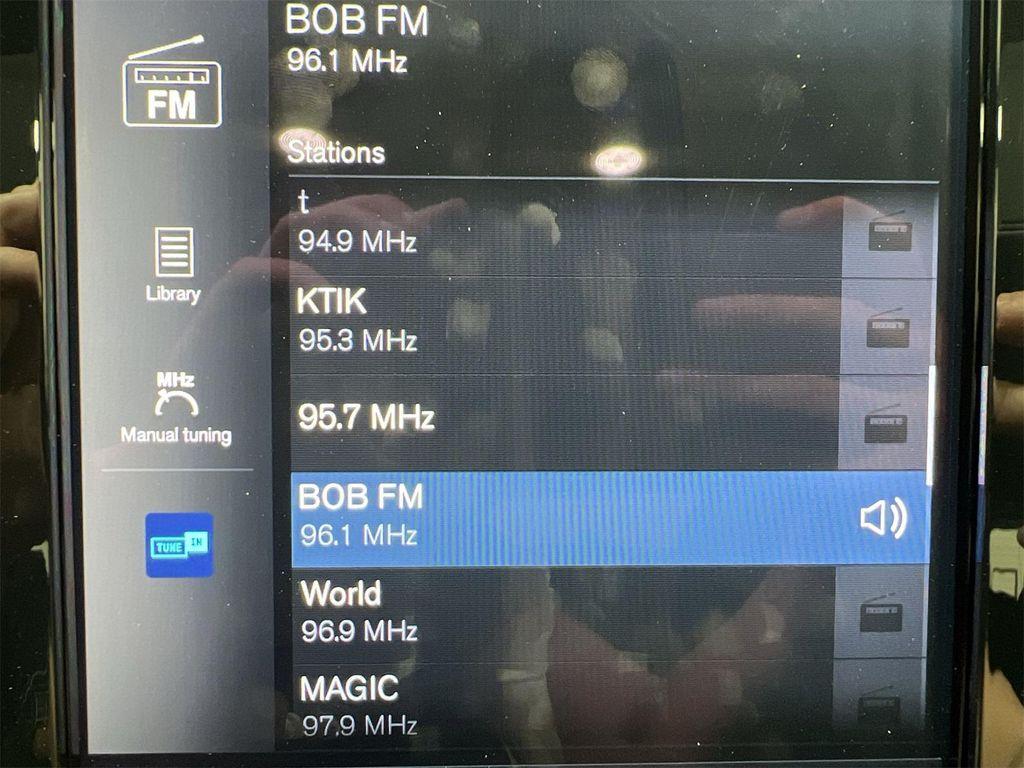 BOB FM
96.1 MHz
FM
Stations
t
94.9 MHz
Library
KTIK
95.3 MHz
MHz
Manual tuning
95.7 MHz
BOB FM
96.1 MHz
TUNE IN
World
96.9 MHz
MAGIC
97.9 MHz